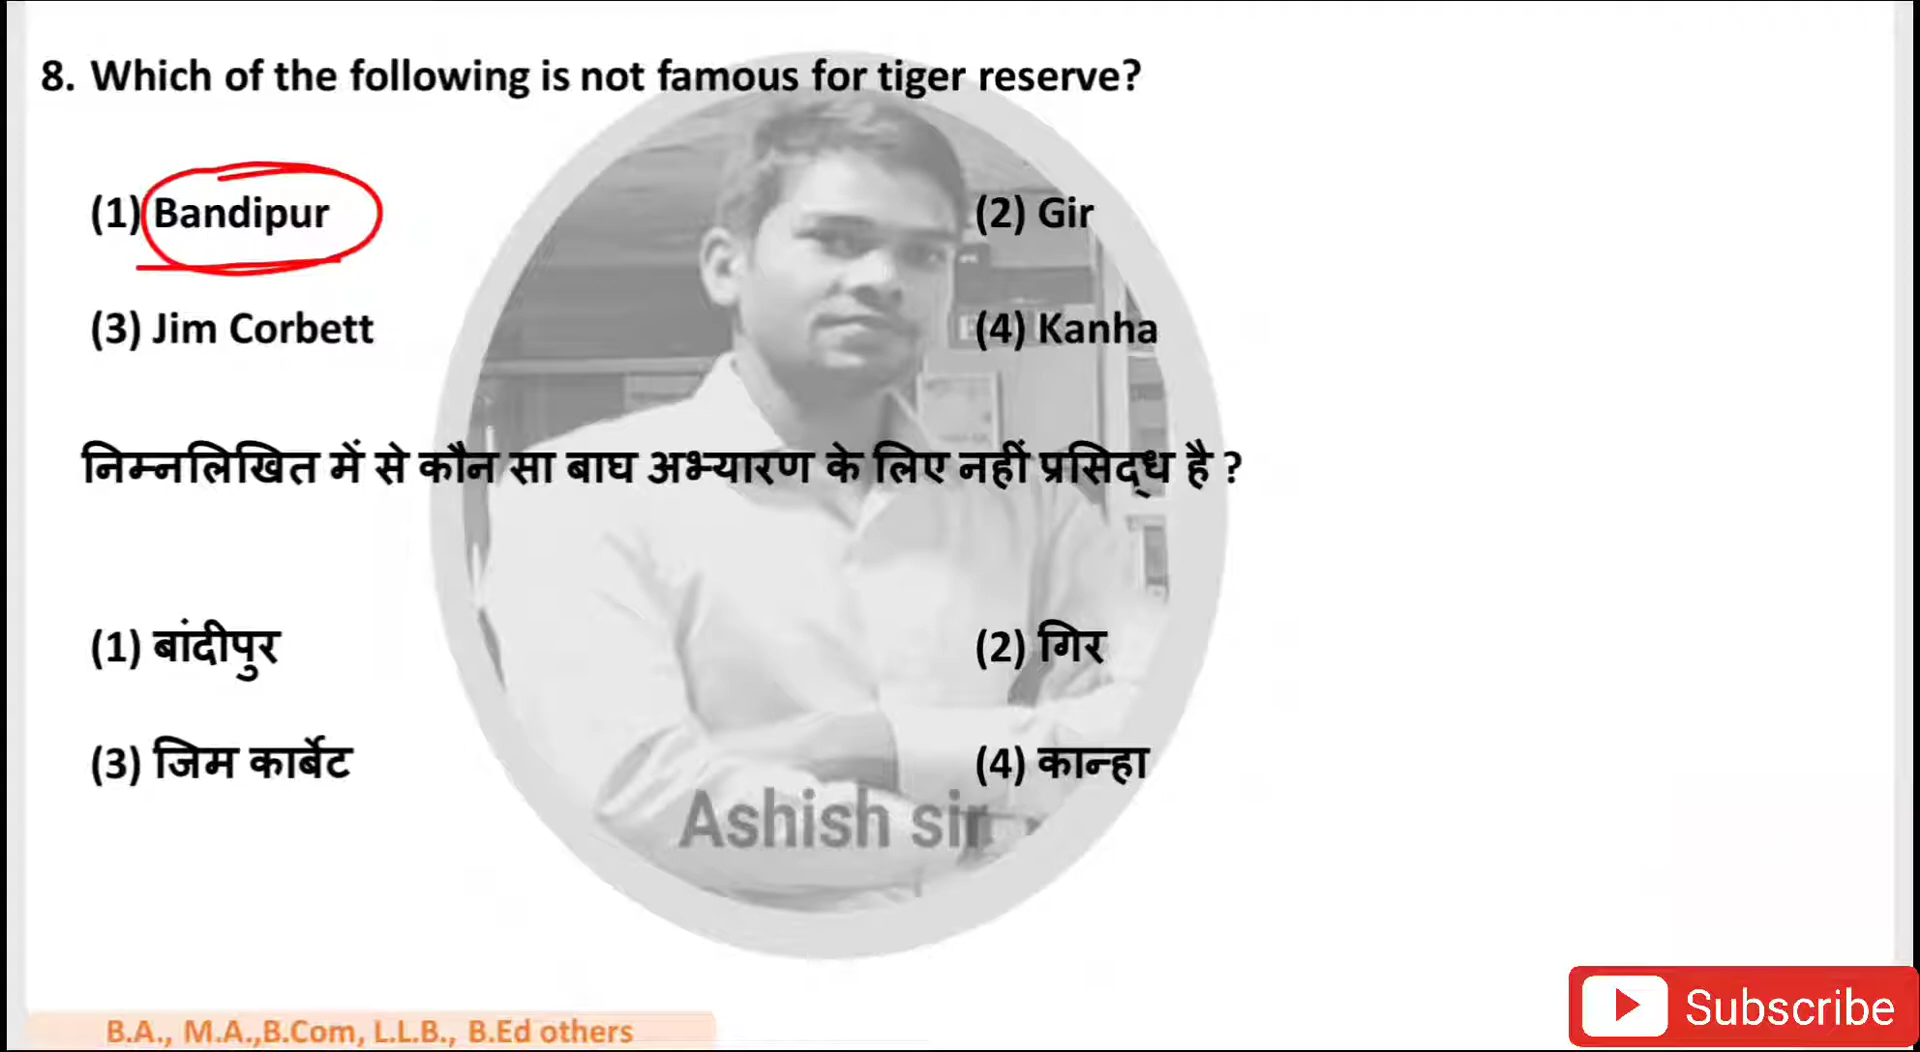 8. Which of the following is not famous for tiger reserve?
(1) Bandipur (2) Gir
(3) Jim Corbett (4) Kanha
निम्नलिखित में से कौन सा बाघ अभ्यारण के लिए नहीं प्रसिद्ध है ?
(1) बांदीपुर (2) गिर
(3) जिम कार्बेट (4) कान्हा
Ashish sir
B.A., M.A.,B.Com, L.L.B., B.Ed others
Subscribe